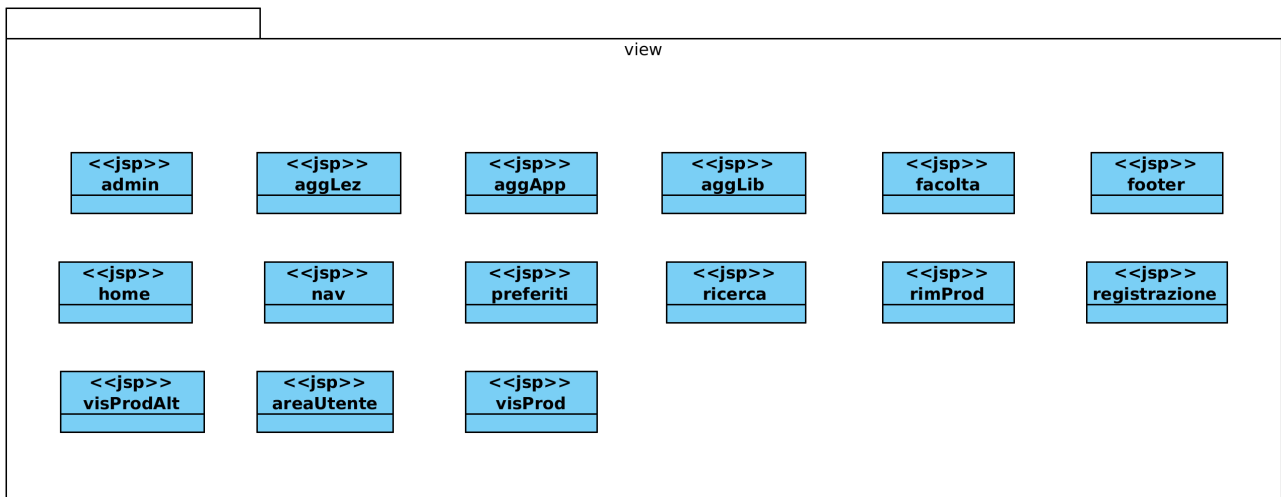 view
<<jsp>>
admin
<<jsp>>
aggLez
<<jsp>>
aggApp
<<jsp>>
aggLib
<<jsp>>
facolta
<<jsp>>
footer
<<jsp>>
home
<<jsp>>
nav
<<jsp>>
preferiti
<<jsp>>
ricerca
<<jsp>>
rimProd
<<jsp>>
registrazione
<<jsp>>
visProdAlt
<<jsp>>
areaUtente
<<jsp>>
visProd